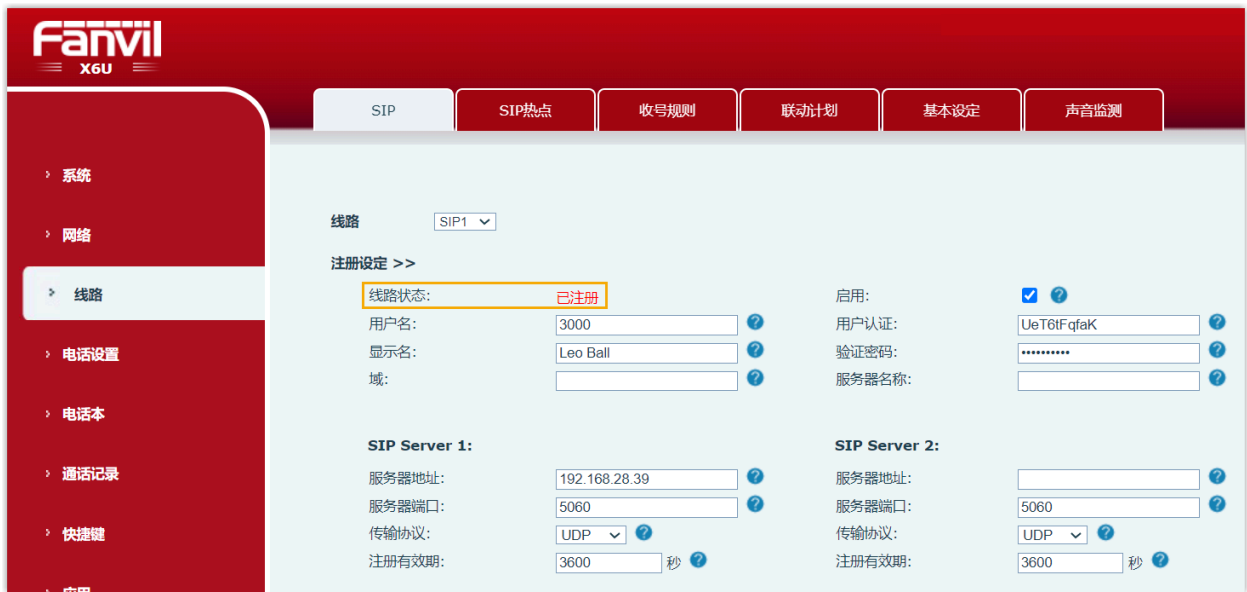 Fanvil
X6U
SIP SIP热点 收号规则 联动计划 基本设定 声音监测
系统
网络
线路
电话设置
电话本
通话记录
快捷键
应用
线路 SIP1
注册设定 >>
线路状态: 已注册 启用: ?
用户名: 3000 ? 用户认证: UeT6tFqfaK ?
显示名: Leo Ball ? 验证密码: •••••••••• ?
域: ? 服务器名称: ?
SIP Server 1: SIP Server 2:
服务器地址: 192.168.28.39 ? 服务器地址: ?
服务器端口: 5060 ? 服务器端口: 5060 ?
传输协议: UDP ? 传输协议: UDP ?
注册有效期: 3600 秒 ? 注册有效期: 3600 秒 ?